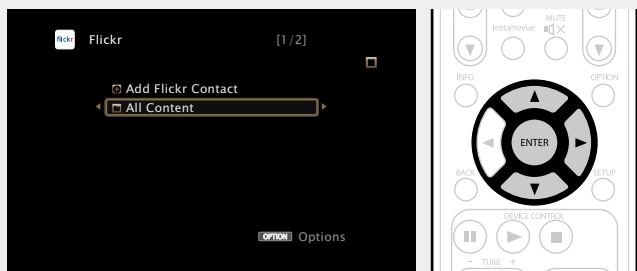 flickr Flickr [1/2]
Add Flickr Contact
All Content
OPTION Options
MUTE
InstaPrevue
INFO OPTION
ENTER
BACK SETUP
DEVICE CONTROL
- TUNE +